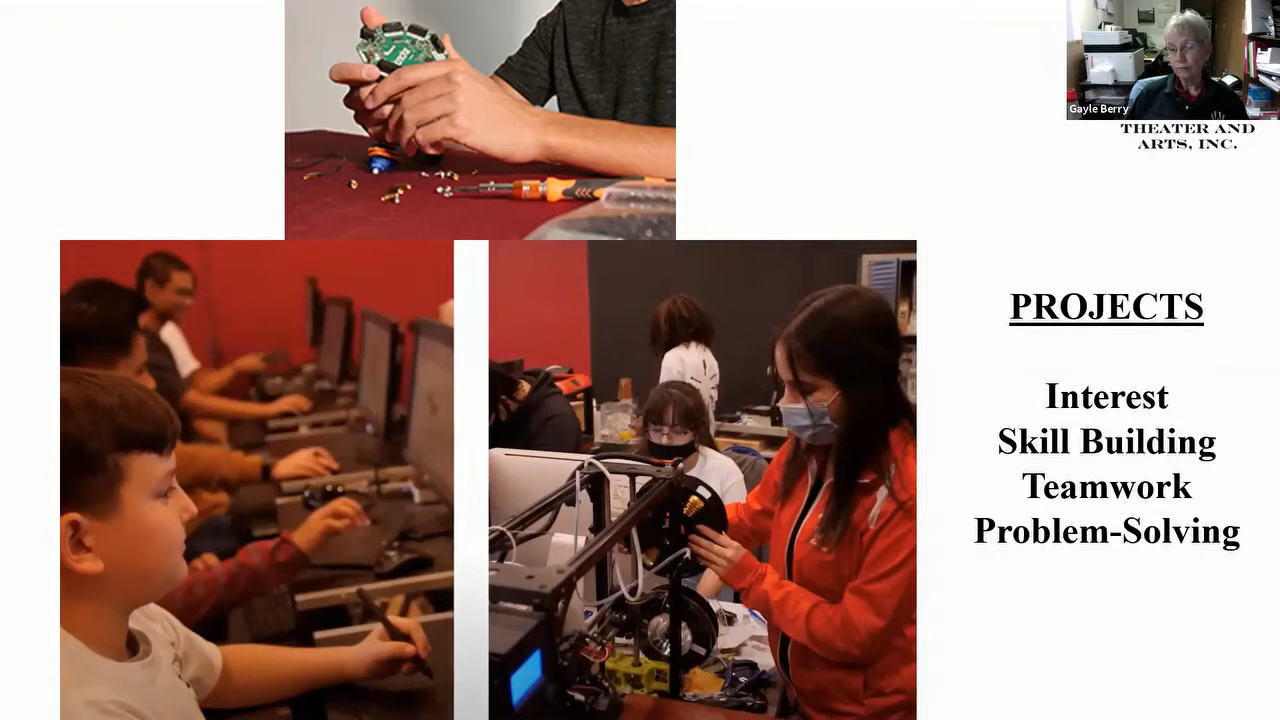 Gayle Berry
THEATER AND
ARTS, INC.
PROJECTS
Interest
Skill Building
Teamwork
Problem-Solving